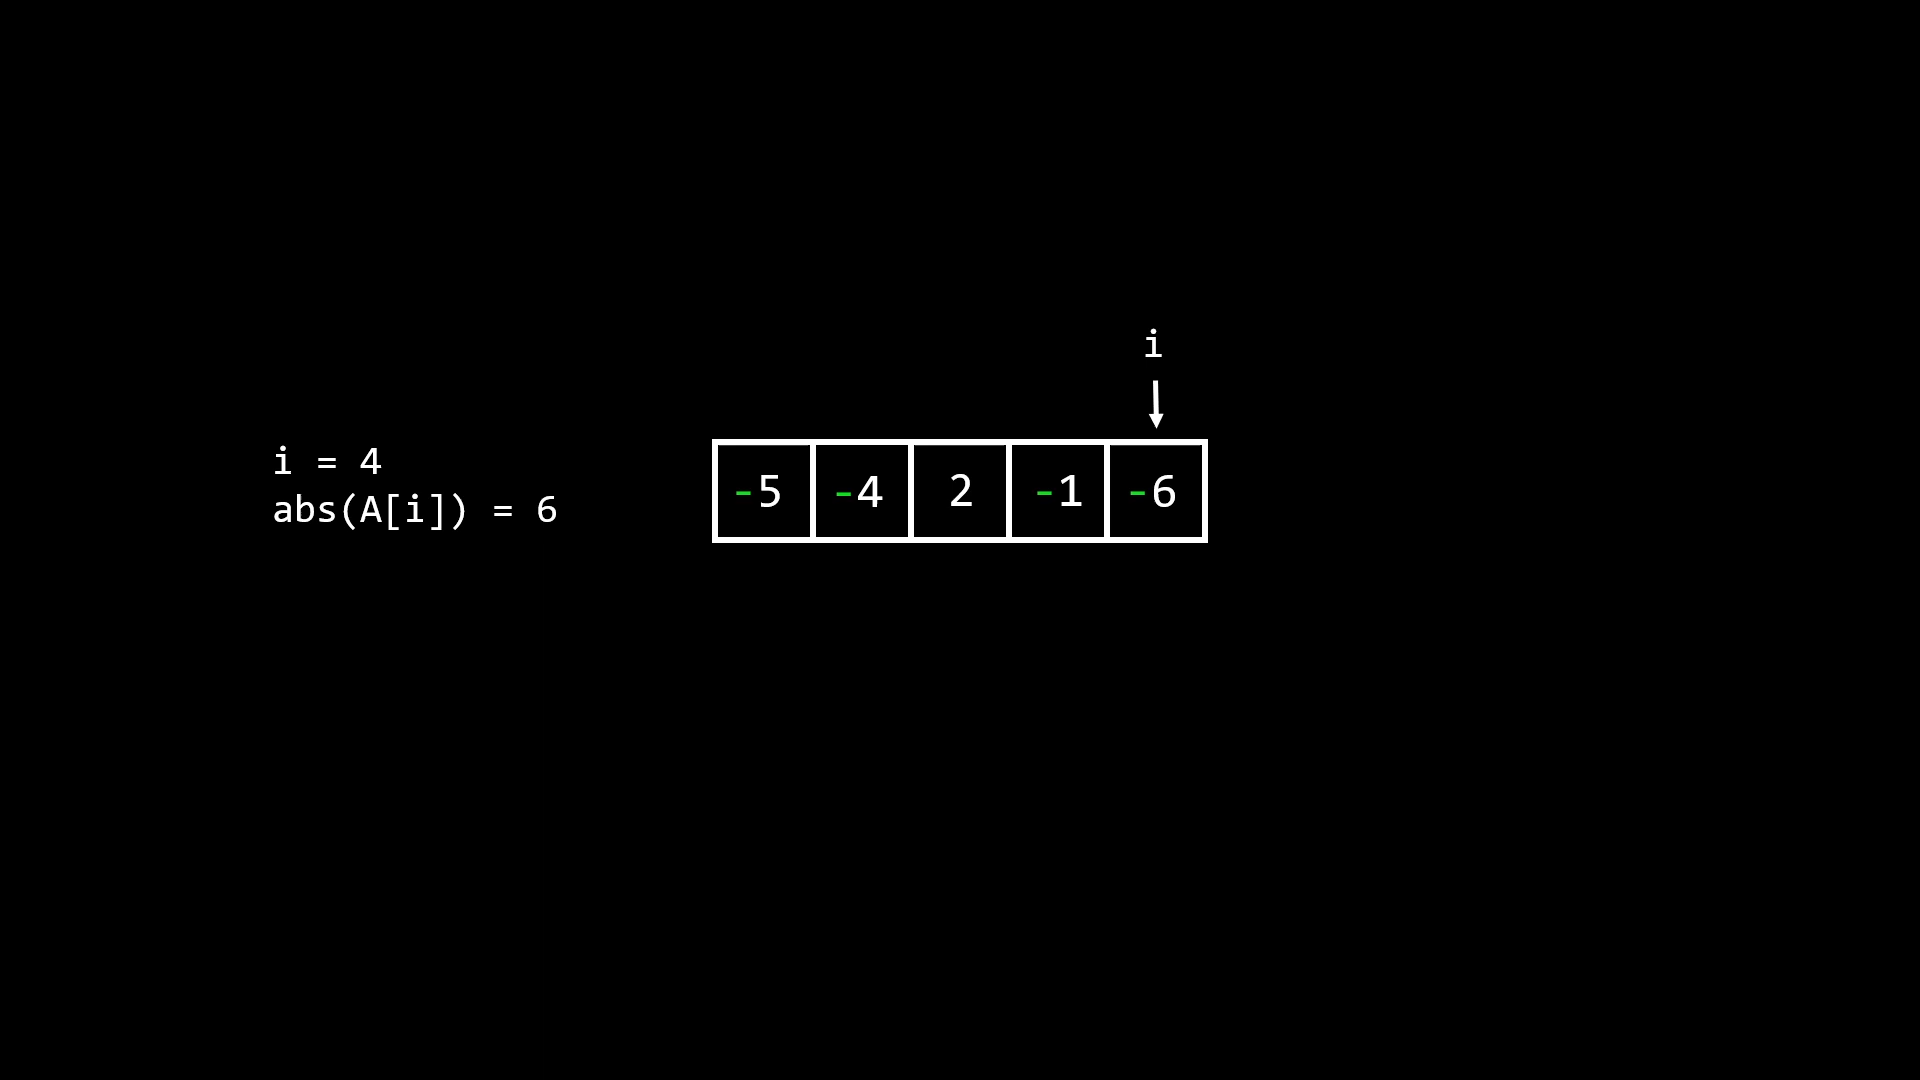 i
i = 4
abs(A[i]) = 6
-5 -4 2 -1 -6